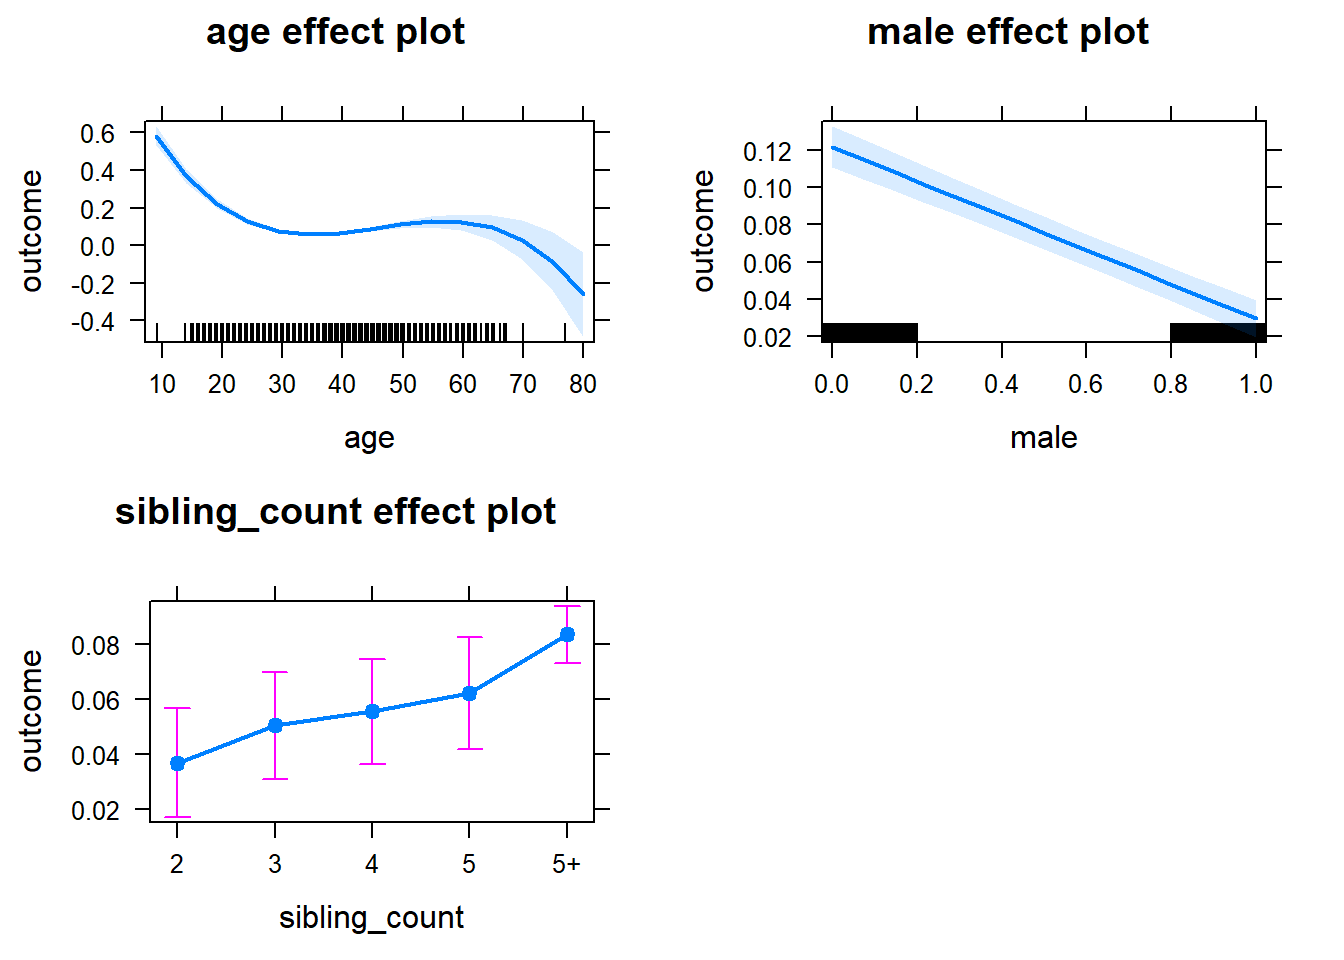 age effect plot
outcome
0.6
0.4
0.2
0.0
-0.2
-0.4
10 20 30 40 50 60 70 80
age
male effect plot
outcome
0.12
0.10
0.08
0.06
0.04
0.02
0.0 0.2 0.4 0.6 0.8 1.0
male
sibling_count effect plot
outcome
0.08
0.06
0.04
0.02
2 3 4 5 5+
sibling_count